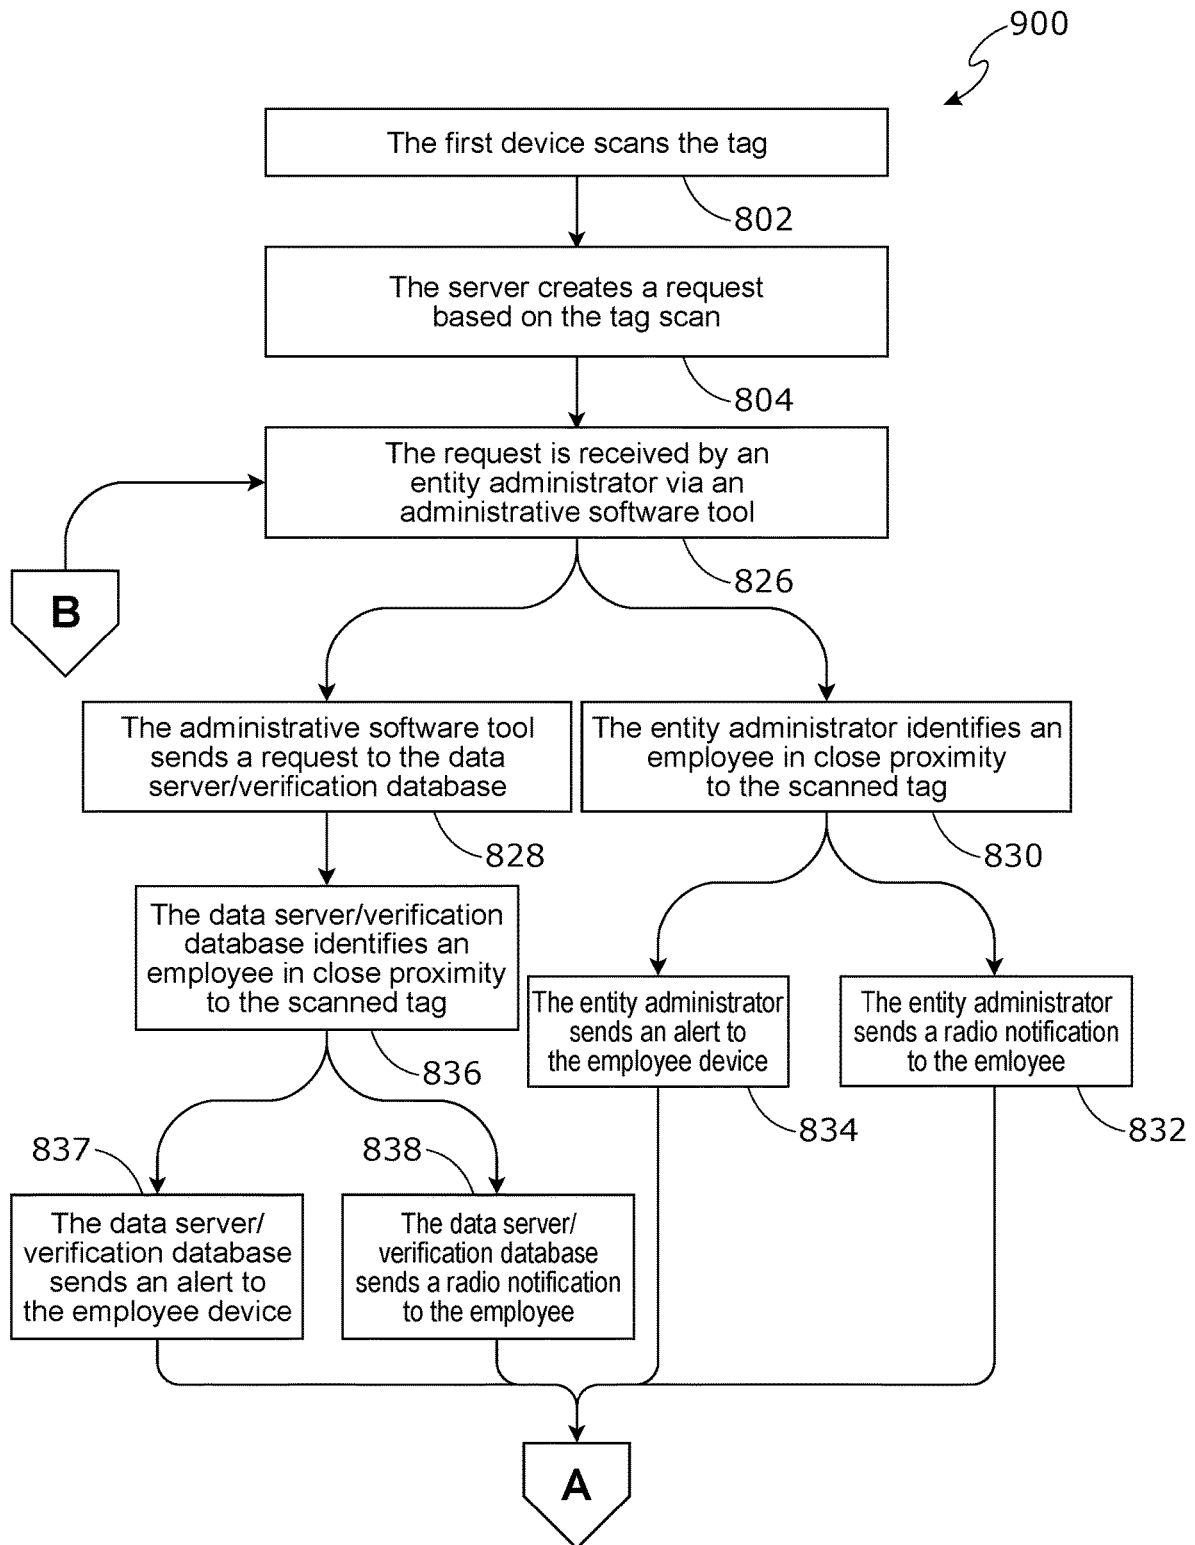 900
The first device scans the tag
802
The server creates a request
based on the tag scan
804
The request is received by an
entity administrator via an
administrative software tool
826
B
The administrative software tool
sends a request to the data
server/verification database
828
The entity administrator identifies an
employee in close proximity
to the scanned tag
830
The data server/verification
database identifies an
employee in close proximity
to the scanned tag
836
The entity administrator
sends an alert to
the employee device
834
The entity administrator
sends a radio notification
to the emloyee
832
837
The data server/
verification database
sends an alert to
the employee device
838
The data server/
verification database
sends a radio notification
to the employee
A